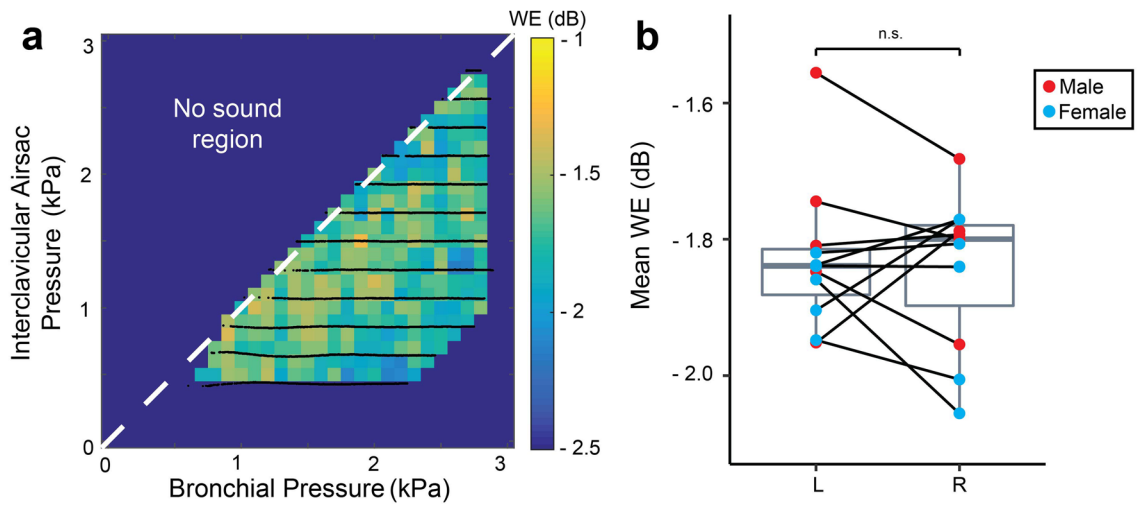 a
WE (dB)
3
2
1
0
Interclavicular Airsac
Pressure (kPa)
No sound
region
0
1
2
3
Bronchial Pressure (kPa)
- 1
- 1.5
- 2
- 2.5
b
n.s.
Male
Female
- 1.6
- 1.8
- 2.0
Mean WE (dB)
L
R